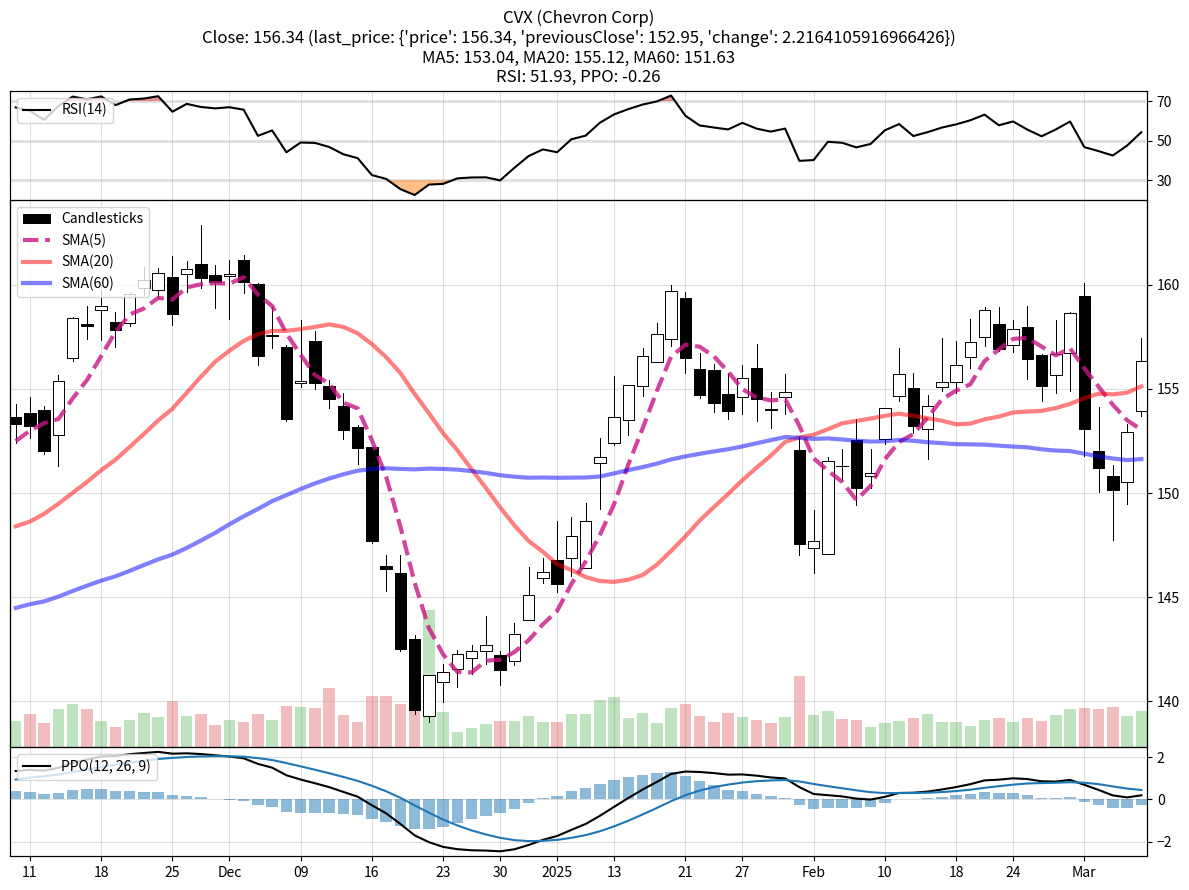 CVX (Chevron Corp)
Close: 156.34 (last_price: {'price': 156.34, 'previousClose': 152.95, 'change': 2.2164105916966426})
MA5: 153.04, MA20: 155.12, MA60: 151.63
RSI: 51.93, PPO: -0.26
RSI(14)
70
50
30
Candlesticks
SMA(5)
SMA(20)
SMA(60)
160
155
150
145
140
PPO(12, 26, 9)
2
0
−2
11 18 25 Dec 09 16 23 30 2025 13 21 27 Feb 10 18 24 Mar